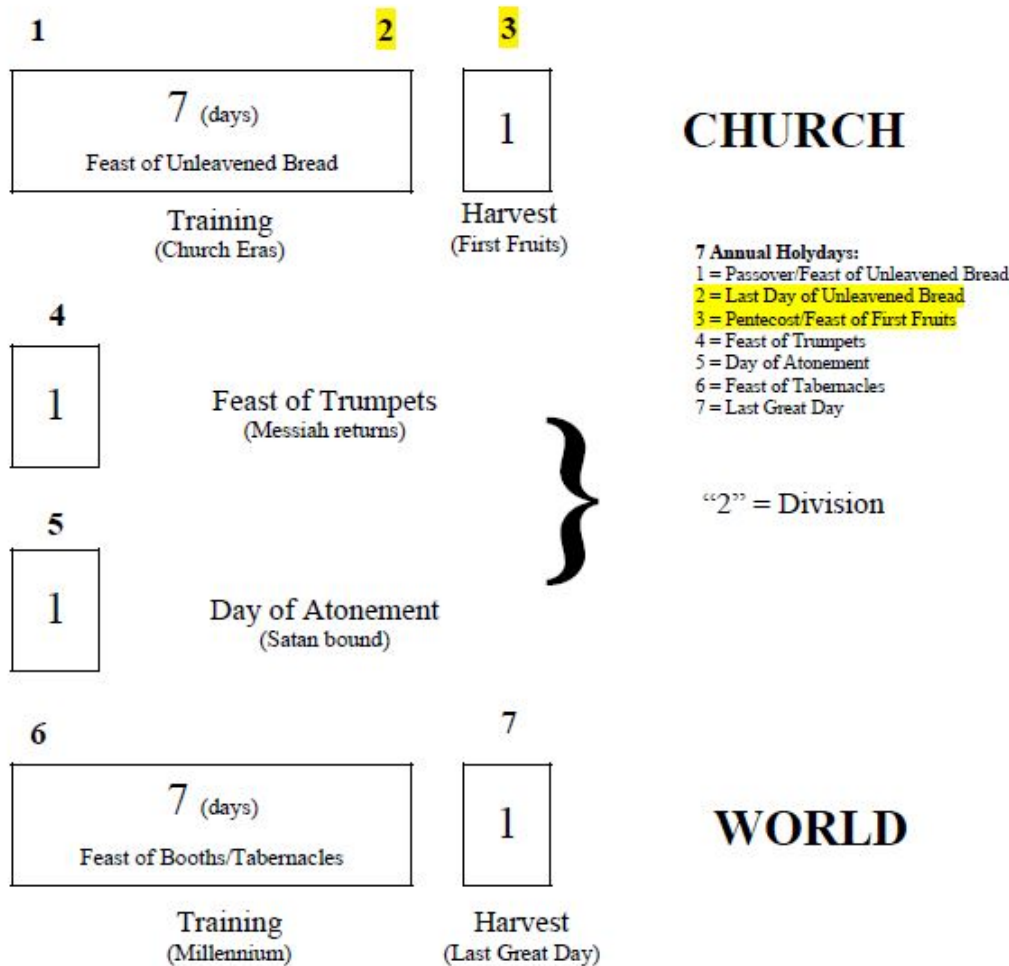 1
2
3
7 (days)
Feast of Unleavened Bread
1
CHURCH
Training
(Church Eras)
Harvest
(First Fruits)
7 Annual Holydays:
1 = Passover/Feast of Unleavened Bread
2 = Last Day of Unleavened Bread
3 = Pentecost/Feast of First Fruits
4 = Feast of Trumpets
5 = Day of Atonement
6 = Feast of Tabernacles
7 = Last Great Day
4
1
Feast of Trumpets
(Messiah returns)
}
“2” = Division
5
1
Day of Atonement
(Satan bound)
6
7
7 (days)
Feast of Booths/Tabernacles
1
WORLD
Training
(Millennium)
Harvest
(Last Great Day)